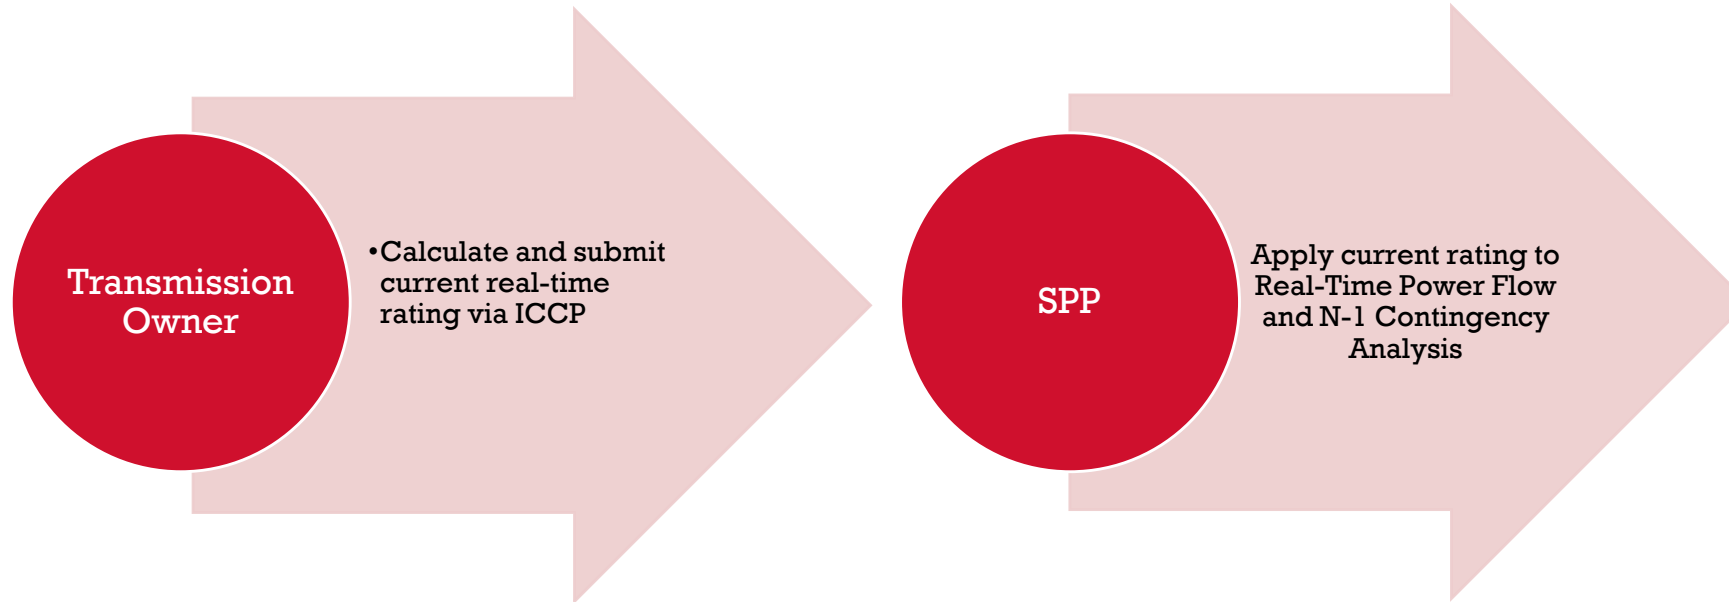 Transmission
Owner
•Calculate and submit
current real-time
rating via ICCP
SPP
Apply current rating to
Real-Time Power Flow
and N-1 Contingency
Analysis